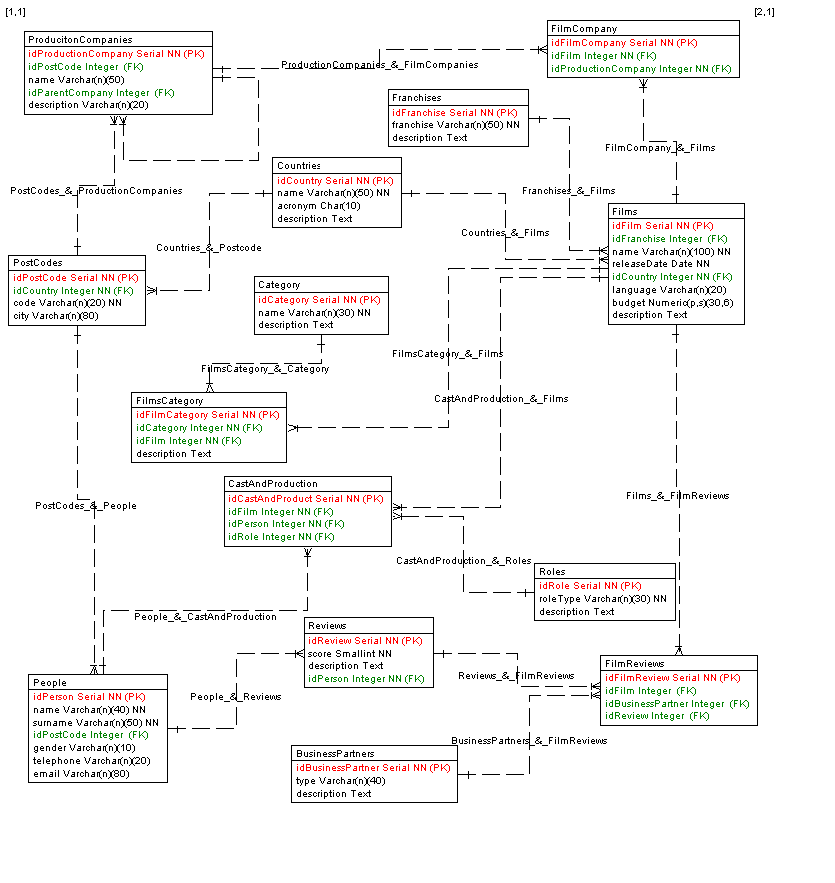 [1,1]
[2,1]
ProducitonCompanies
idProductionCompany Serial NN (PK)
idPostCode Integer (FK)
name Varchar(n)(50)
idParentCompany Integer (FK)
description Varchar(n)(20)
FilmCompany
idFilmCompany Serial NN (PK)
idFilm Integer NN (FK)
idProductionCompany Integer NN (FK)
ProductionCompanies_&_FilmCompanies
Franchises
idFranchise Serial NN (PK)
franchise Varchar(n)(50) NN
description Text
FilmCompany_&_Films
Countries
idCountry Serial NN (PK)
name Varchar(n)(50) NN
acronym Char(10)
description Text
PostCodes_&_ProductionCompanies
Franchises_&_Films
Films
idFilm Serial NN (PK)
idFranchise Integer (FK)
name Varchar(n)(100) NN
releaseDate Date NN
idCountry Integer NN (FK)
language Varchar(n)(20)
budget Numeric(p,s)(30,6)
description Text
Countries_&_Films
Countries_&_Postcode
PostCodes
idPostCode Serial NN (PK)
idCountry Integer NN (FK)
code Varchar(n)(20) NN
city Varchar(n)(80)
Category
idCategory Serial NN (PK)
name Varchar(n)(30) NN
description Text
FilmsCategory_&_Films
FilmsCategory_&_Category
FilmsCategory
idFilmCategory Serial NN (PK)
idCategory Integer NN (FK)
idFilm Integer NN (FK)
description Text
CastAndProduction_&_Films
CastAndProduction
idCastAndProduct Serial NN (PK)
idFilm Integer NN (FK)
idPerson Integer NN (FK)
idRole Integer NN (FK)
Films_&_FilmReviews
PostCodes_&_People
CastAndProduction_&_Roles
Roles
idRole Serial NN (PK)
roleType Varchar(n)(30) NN
description Text
People_&_CastAndProduction
Reviews
idReview Serial NN (PK)
score Smallint NN
description Text
idPerson Integer NN (FK)
FilmReviews
idFilmReview Serial NN (PK)
idFilm Integer (FK)
idBusinessPartner Integer (FK)
idReview Integer (FK)
Reviews_&_FilmReviews
People
idPerson Serial NN (PK)
name Varchar(n)(40) NN
surname Varchar(n)(50) NN
idPostCode Integer (FK)
gender Varchar(n)(10)
telephone Varchar(n)(20)
email Varchar(n)(80)
People_&_Reviews
BusinessPartners_&_FilmReviews
BusinessPartners
idBusinessPartner Serial NN (PK)
type Varchar(n)(40)
description Text